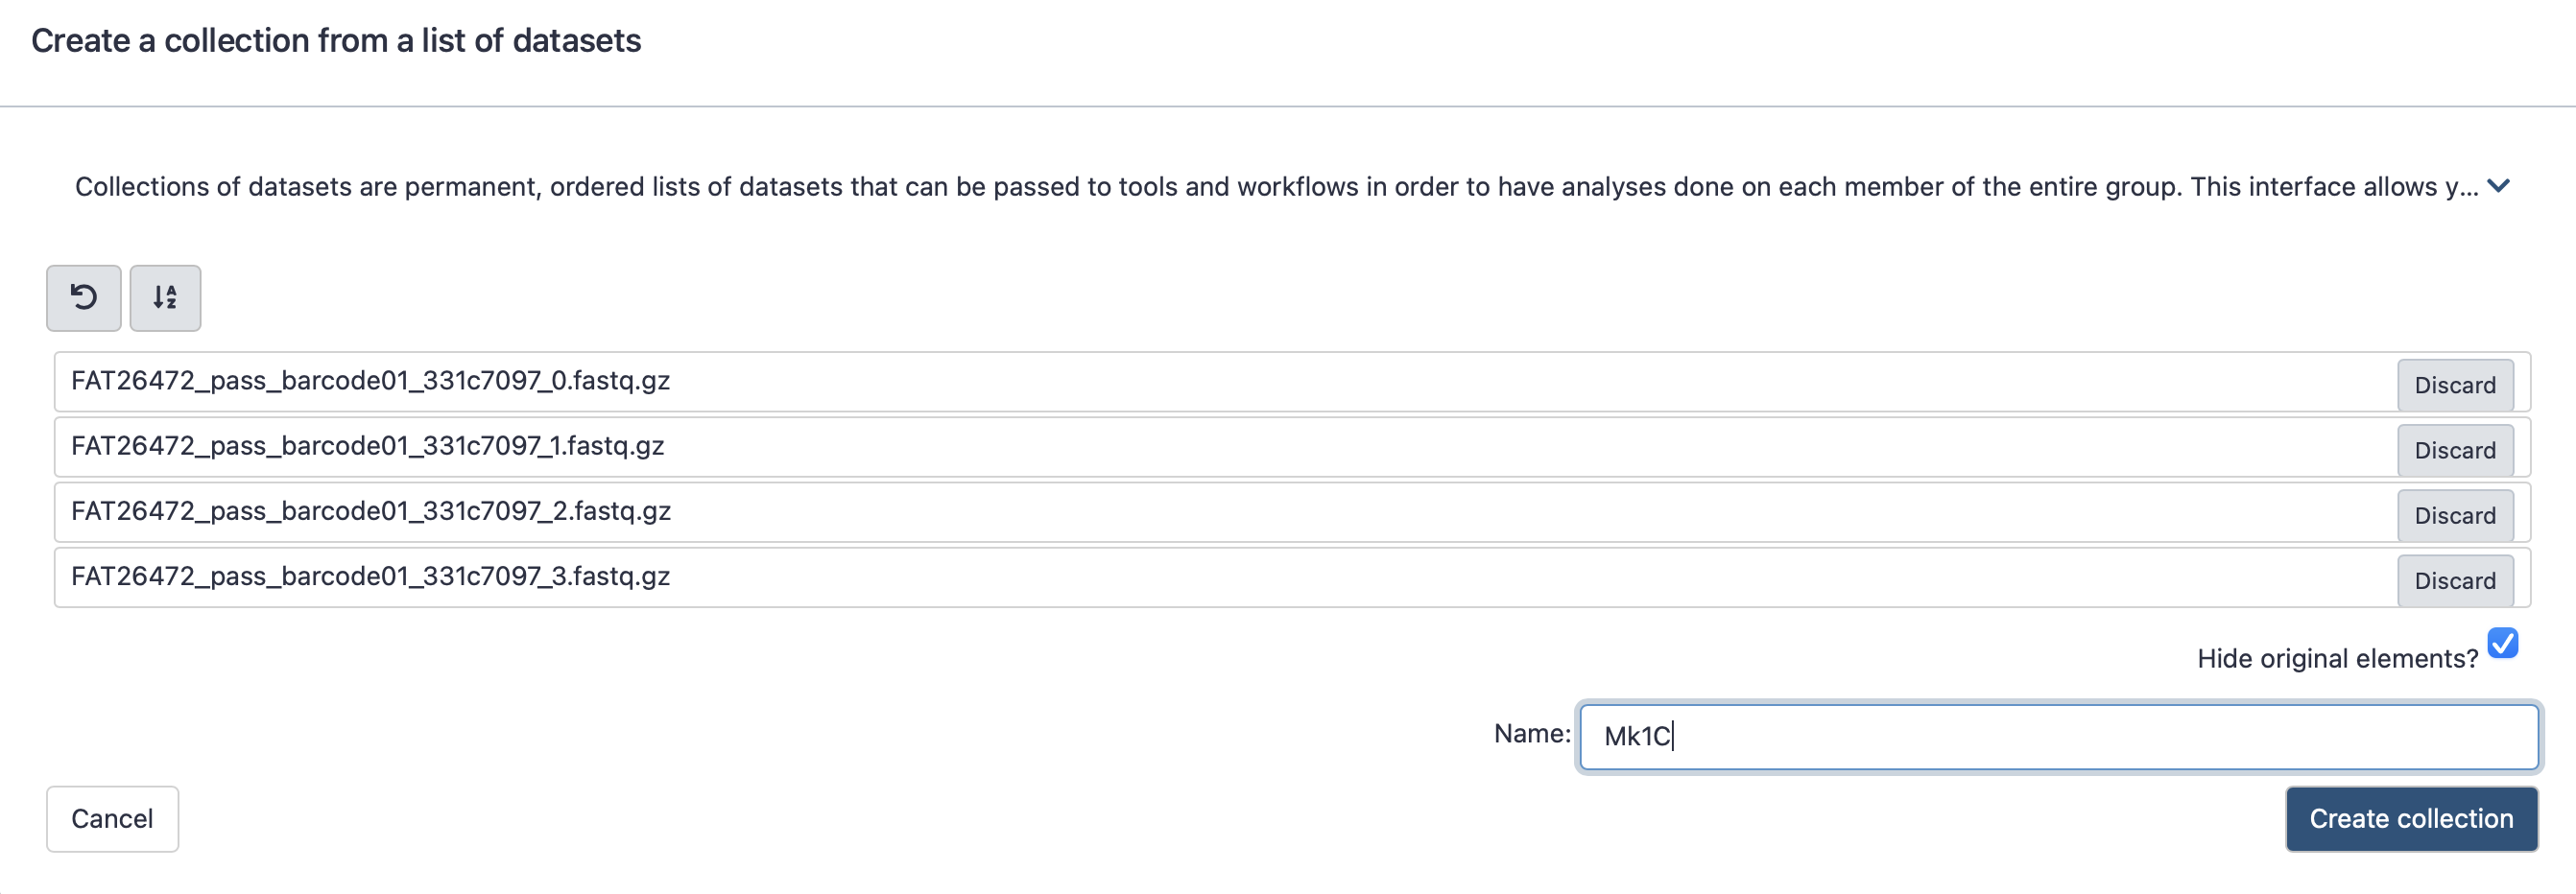 Create a collection from a list of datasets
Collections of datasets are permanent, ordered lists of datasets that can be passed to tools and workflows in order to have analyses done on each member of the entire group. This interface allows y...
FAT26472_pass_barcode01_331c7097_0.fastq.gz Discard
FAT26472_pass_barcode01_331c7097_1.fastq.gz Discard
FAT26472_pass_barcode01_331c7097_2.fastq.gz Discard
FAT26472_pass_barcode01_331c7097_3.fastq.gz Discard
Hide original elements?
Name: Mk1C
Cancel Create collection